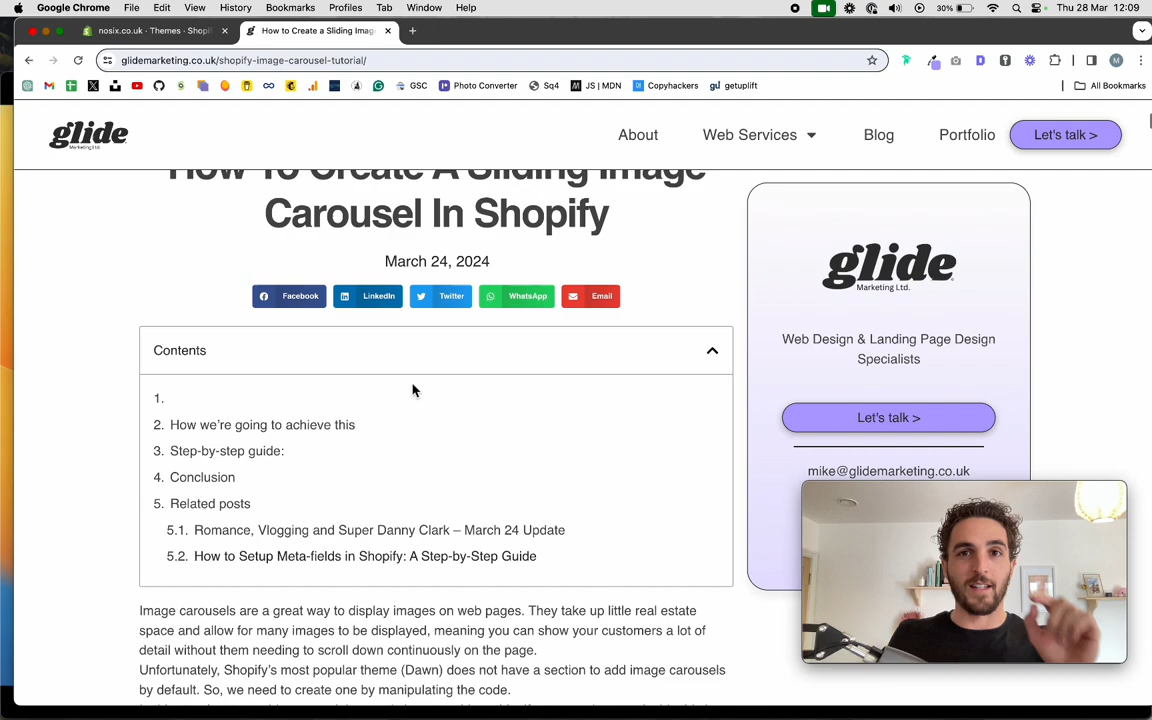 Google Chrome File Edit View History Bookmarks Profiles Tab Window Help 30% Thu 28 Mar 12:09
nosix.co.uk · Themes · Shopif
How to Create a Sliding Imag
glidemarketing.co.uk/shopify-image-carousel-tutorial/
GSC Photo Converter Sq4 JS | MDN Copyhackers getuplift All Bookmarks
glide
Marketing Ltd.
About Web Services Blog Portfolio Let's talk >
How To Create A Sliding Image
Carousel In Shopify
March 24, 2024
Facebook LinkedIn Twitter WhatsApp Email
Contents
1.
2. How we're going to achieve this
3. Step-by-step guide:
4. Conclusion
5. Related posts
5.1. Romance, Vlogging and Super Danny Clark – March 24 Update
5.2. How to Setup Meta-fields in Shopify: A Step-by-Step Guide
Image carousels are a great way to display images on web pages. They take up little real estate
space and allow for many images to be displayed, meaning you can show your customers a lot of
detail without them needing to scroll down continuously on the page.
Unfortunately, Shopify's most popular theme (Dawn) does not have a section to add image carousels
by default. So, we need to create one by manipulating the code.
glide
Marketing Ltd.
Web Design & Landing Page Design
Specialists
Let's talk >
mike@glidemarketing.co.uk